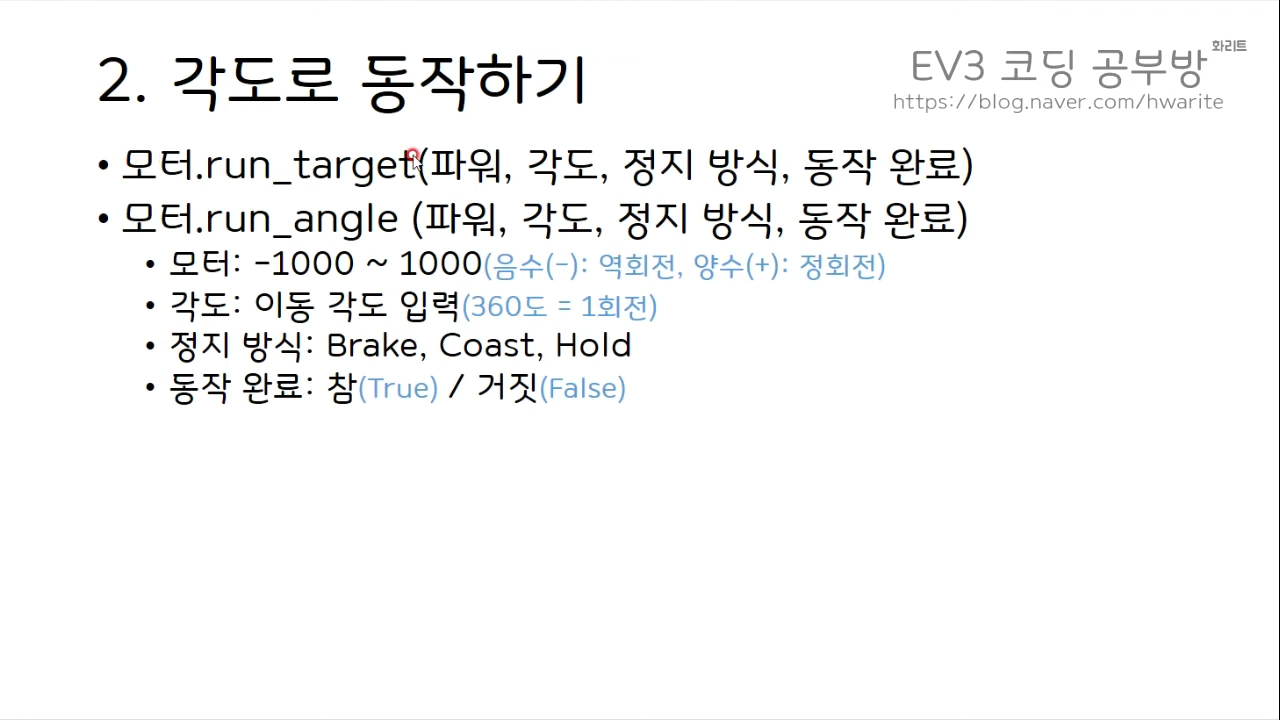 2. 각도로 동작하기
화리트
EV3 코딩 공부방
https://blog.naver.com/hwarite
• 모터.run_target(파워, 각도, 정지 방식, 동작 완료)
• 모터.run_angle (파워, 각도, 정지 방식, 동작 완료)
• 모터: -1000 ~ 1000(음수(-): 역회전, 양수(+): 정회전)
• 각도: 이동 각도 입력(360도 = 1회전)
• 정지 방식: Brake, Coast, Hold
• 동작 완료: 참(True) / 거짓(False)